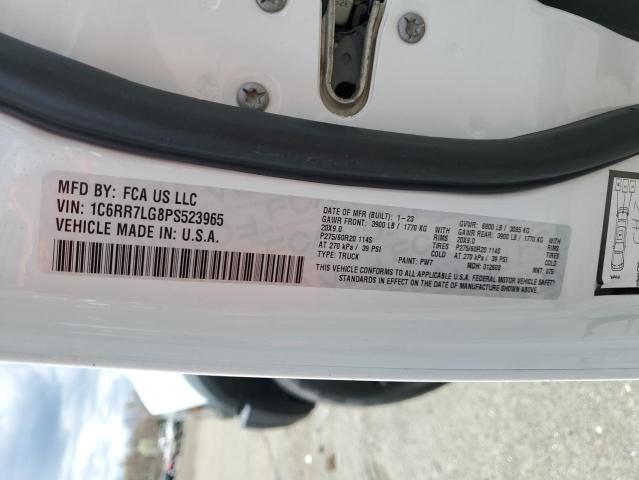 MFD BY: FCA US LLC
VIN: 1C6RR7LG8PS523965
VEHICLE MADE IN: U.S.A.
DATE OF MFR (BUILT): 1-23 GVWR: 6800 LB / 3085 KG
GAWR FRONT: 3900 LB / 1770 KG WITH GAWR REAR: 3900 LB / 1770 KG WITH
20X9.0 RIMS 20X9.0 RIMS
P275/60R20 114S TIRES P275/60R20 114S TIRES
AT 270 kPa / 39 PSI COLD AT 270 kPa / 39 PSI COLD
TYPE: TRUCK PAINT: PW7 MDH: 012609
THIS VEHICLE CONFORMS TO ALL APPLICABLE U.S.A. FEDERAL MOTOR VEHICLE SAFETY
STANDARDS IN EFFECT ON THE DATE OF MANUFACTURE SHOWN ABOVE.